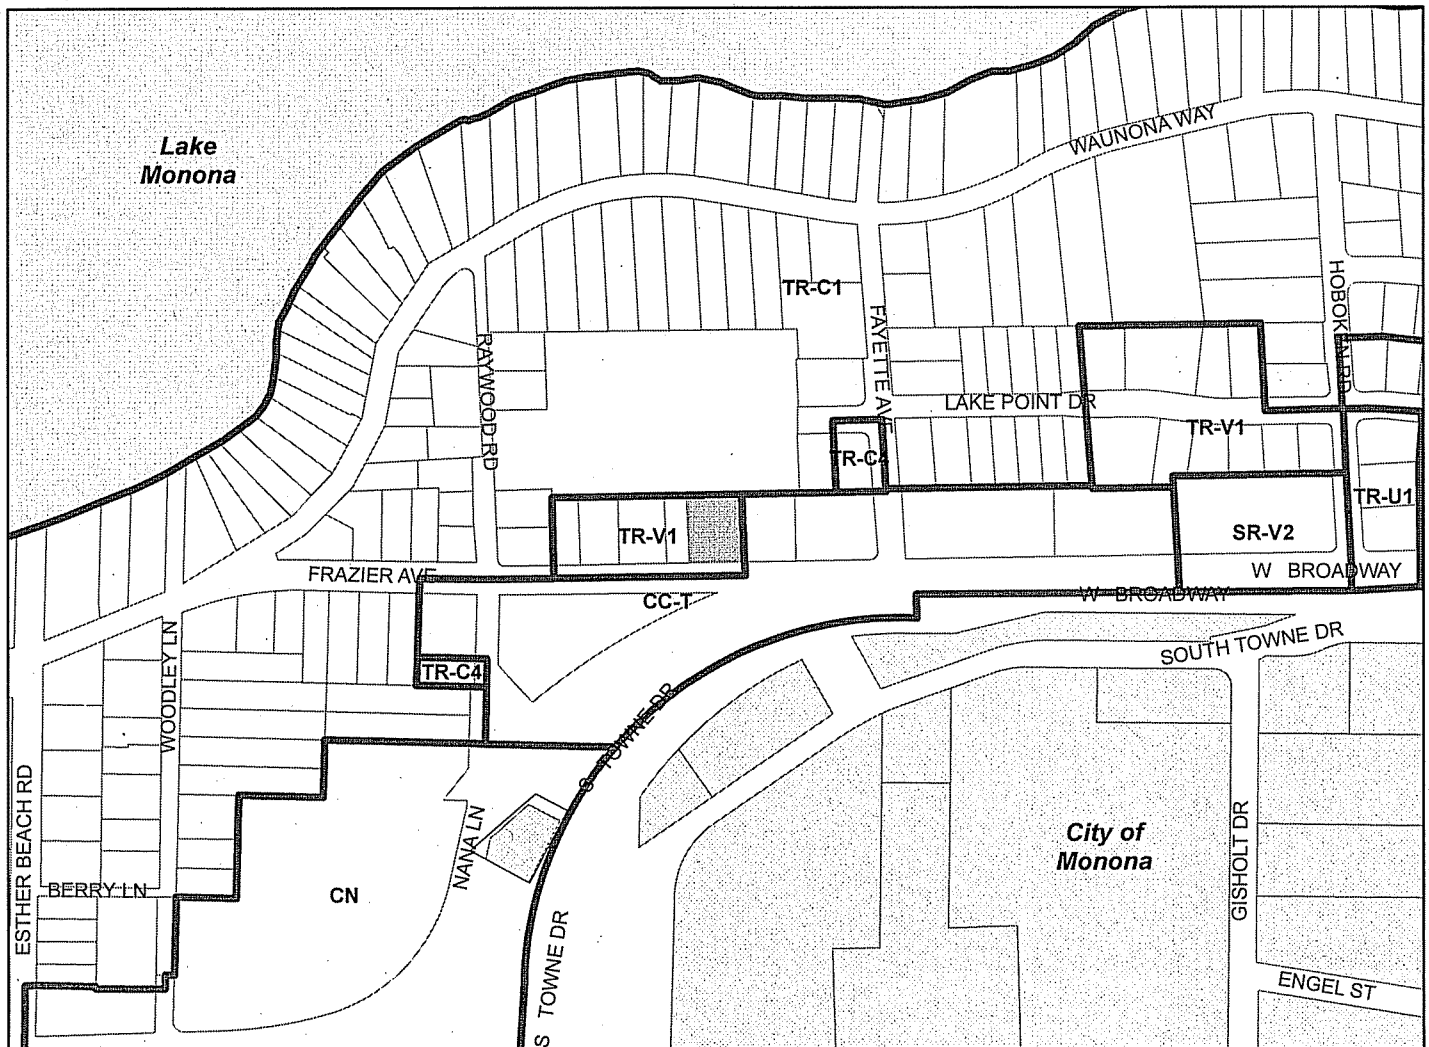 WAUNONA WAY
Lake
Monona
TR-C1
HOBOKEN RD
FAYETTE AVE
RAYWOOD RD
LAKE POINT DR
TR-V1
TR-C4
TR-U1
TR-V1
SR-V2
FRAZIER AVE
W BROADWAY
CC-T
W BROADWAY
SOUTH TOWNE DR
TR-C4
WOODLEY LN
S TOWNE DR
ESTHER BEACH RD
NANA LN
City of
Monona
GISHOLT DR
BERRY LN
CN
S TOWNE DR
ENGEL ST